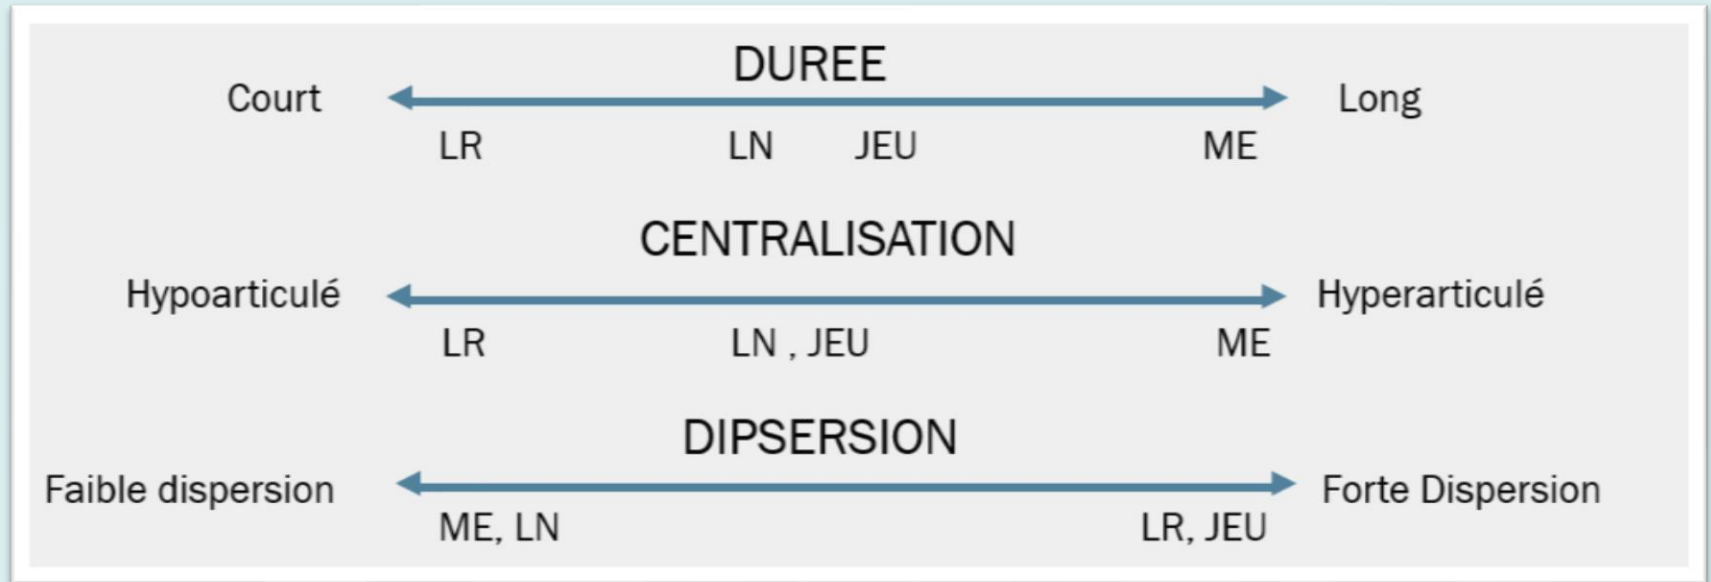 DUREE
Court Long
LR LN JEU ME
CENTRALISATION
Hypoarticulé Hyperarticulé
LR LN , JEU ME
DIPSERSION
Faible dispersion Forte Dispersion
ME, LN LR, JEU